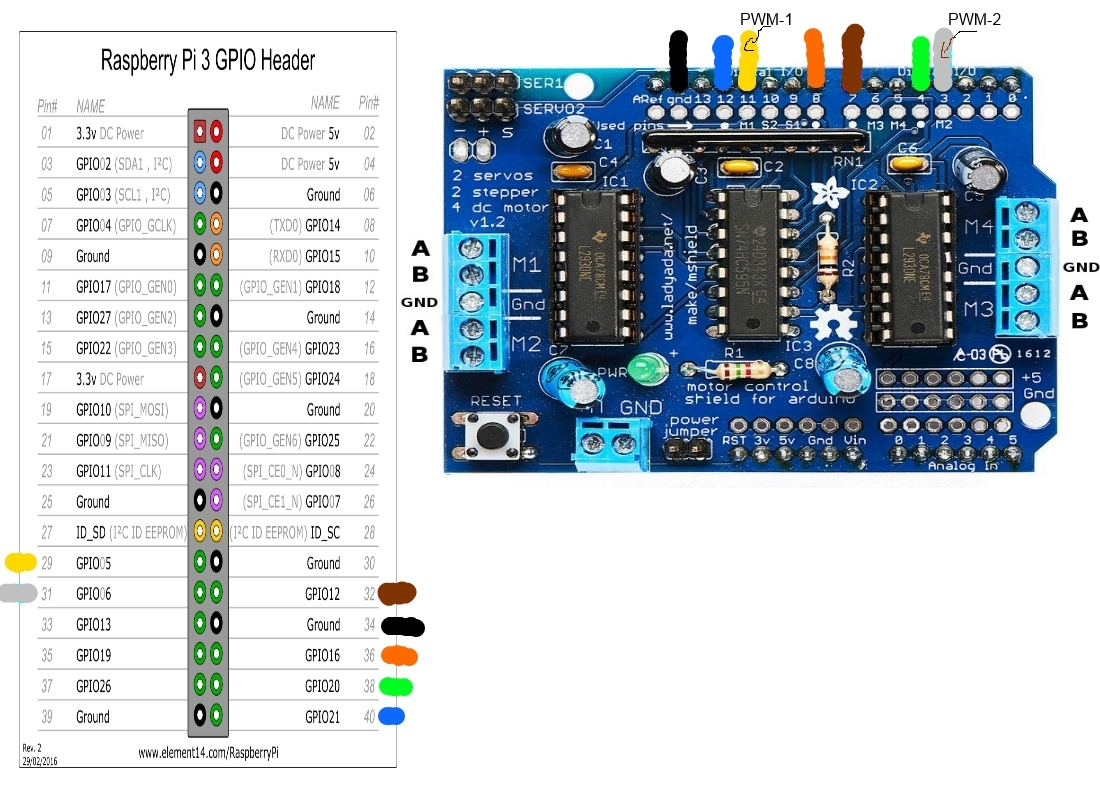 Raspberry Pi 3 GPIO Header
Pin# NAME NAME Pin#
01 3.3v DC Power DC Power 5v 02
03 GPIO02 (SDA1 , I²C) DC Power 5v 04
05 GPIO03 (SCL1 , I²C) Ground 06
07 GPIO04 (GPIO_GCLK) (TXD0) GPIO14 08
09 Ground (RXD0) GPIO15 10
11 GPIO17 (GPIO_GEN0) (GPIO_GEN1) GPIO18 12
13 GPIO27 (GPIO_GEN2) Ground 14
15 GPIO22 (GPIO_GEN3) (GPIO_GEN4) GPIO23 16
17 3.3v DC Power (GPIO_GEN5) GPIO24 18
19 GPIO10 (SPI_MOSI) Ground 20
21 GPIO09 (SPI_MISO) (GPIO_GEN6) GPIO25 22
23 GPIO11 (SPI_CLK) (SPI_CE0_N) GPIO08 24
25 Ground (SPI_CE1_N) GPIO07 26
27 ID_SD (I²C ID EEPROM) (I²C ID EEPROM) ID_SC 28
29 GPIO05 Ground 30
31 GPIO06 GPIO12 32
33 GPIO13 Ground 34
35 GPIO19 GPIO16 36
37 GPIO26 GPIO20 38
39 Ground GPIO21 40
Rev. 2
29/02/2016
www.element14.com/RaspberryPi
PWM-1 PWM-2
SER1
SERVO2
ARef gnd 13 12 11 10 9 8 7 6 5 4 3 2 1 0
Used pins M1 S2 S1 M3 M4 M2
- + S
C1
C4 C3 C2 RN1 C6
2 servos
2 stepper
4 dc motor
v1.2
IC1 IC2
M1
Gnd
M2
A
B
GND
A
B
www.ladyada.net/
make/mshield
R2
M4
Gnd
M3
A
B
GND
A
B
IC3
C7 PWR + R1 C8
1612
motor control
shield for arduino
RESET
GND
power
jumper
+5
Gnd
RST 3v 5v Gnd Vin
0 1 2 3 4 5
Analog In